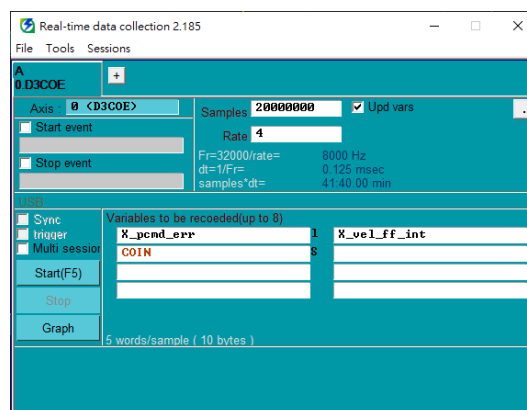 Real-time data collection 2.185
File Tools Sessions
A
0.D3COE
+
Axis : 0 (D3COE)
Start event
Stop event
Samples 20000000
Upd vars
Rate 4
Fr=32000/rate= 8000 Hz
dt=1/Fr= 0.125 msec
samples*dt= 41:40.00 min
USB
Sync
trigger
Multi session
Start(F5)
Stop
Graph
Variables to be recoeded(up to 8)
X_pcmd_err l X_vel_ff_int
COIN S
5 words/sample ( 10 bytes )